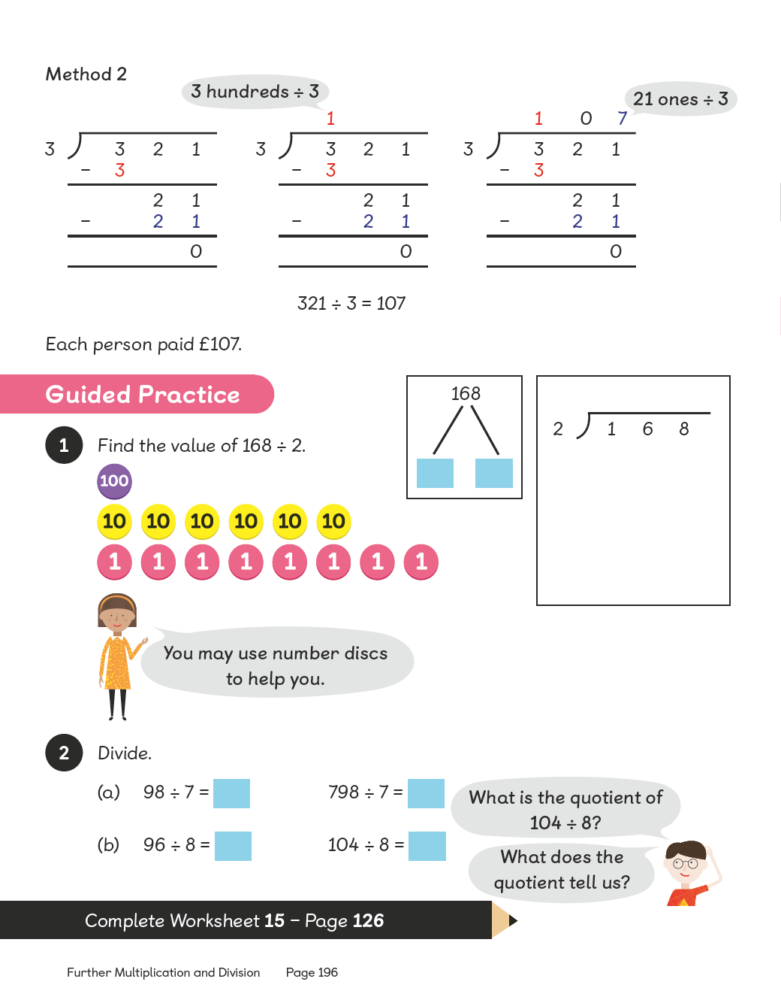 Method 2
3 hundreds ÷ 3
21 ones ÷ 3
1
1 0 7
3 3 2 1
3 3 2 1
3 3 2 1
– 3
– 3
– 3
2 1
2 1
2 1
– 2 1
– 2 1
– 2 1
0
0
0
321 ÷ 3 = 107
Each person paid £107.
Guided Practice
1 Find the value of 168 ÷ 2.
100
10 10 10 10 10 10
1 1 1 1 1 1 1 1
168
2 1 6 8
You may use number discs
to help you.
2 Divide.
(a) 98 ÷ 7 =
798 ÷ 7 =
(b) 96 ÷ 8 =
104 ÷ 8 =
What is the quotient of
104 ÷ 8?
What does the
quotient tell us?
Complete Worksheet 15 – Page 126
Further Multiplication and Division Page 196